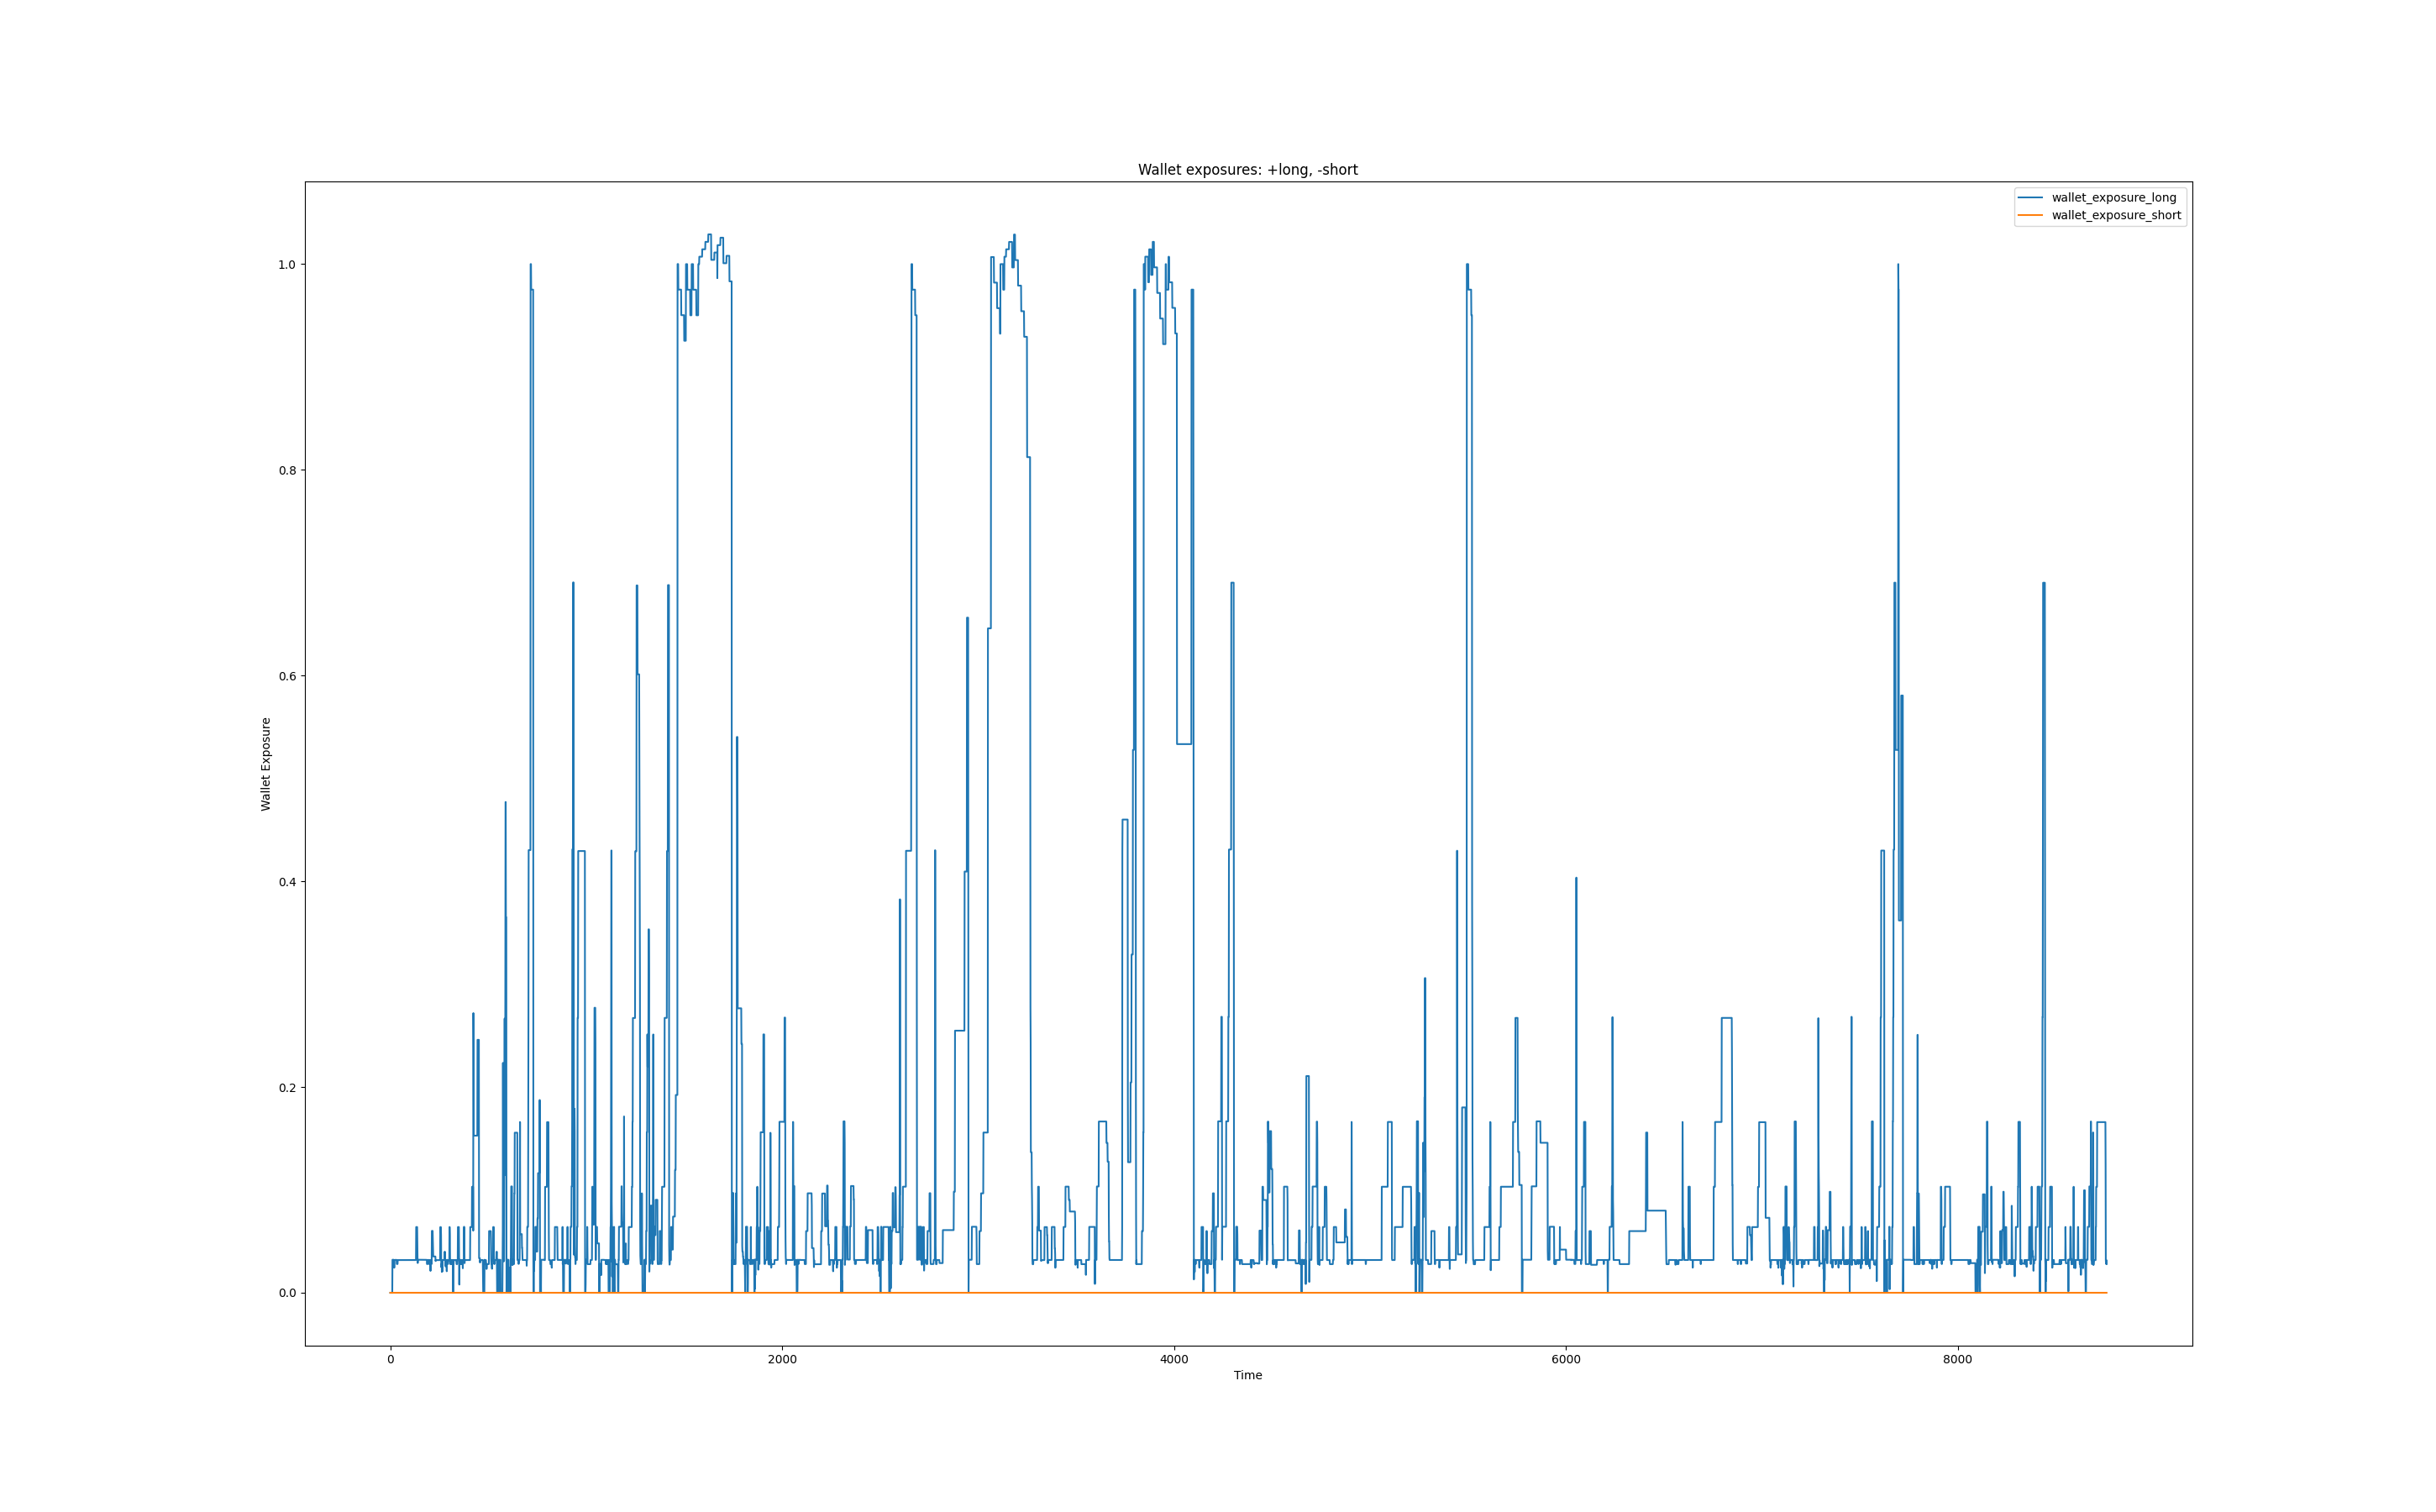 Wallet exposures: +long, -short
wallet_exposure_long
wallet_exposure_short
1.0
0.8
0.6
0.4
0.2
0.0
Wallet Exposure
0 2000 4000 6000 8000
Time